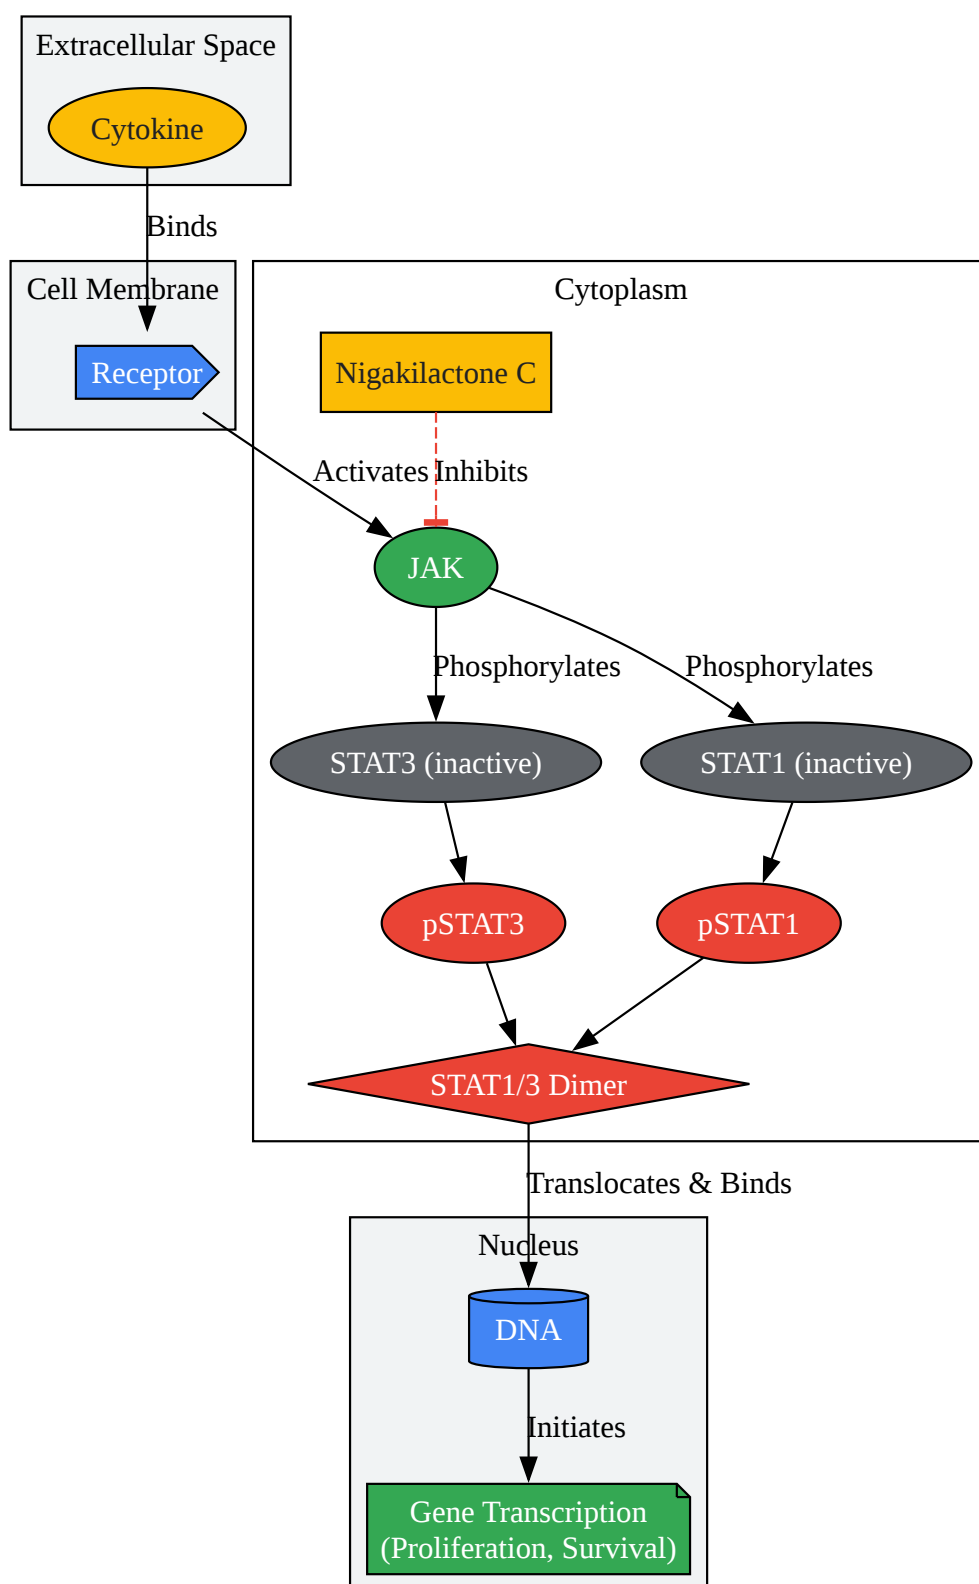 Extracellular Space
Cytokine
Binds
Cell Membrane
Cytoplasm
Receptor
Nigakilactone C
Activates
Inhibits
JAK
Phosphorylates
Phosphorylates
STAT3 (inactive)
STAT1 (inactive)
pSTAT3
pSTAT1
STAT1/3 Dimer
Translocates & Binds
Nucleus
DNA
Initiates
Gene Transcription
(Proliferation, Survival)